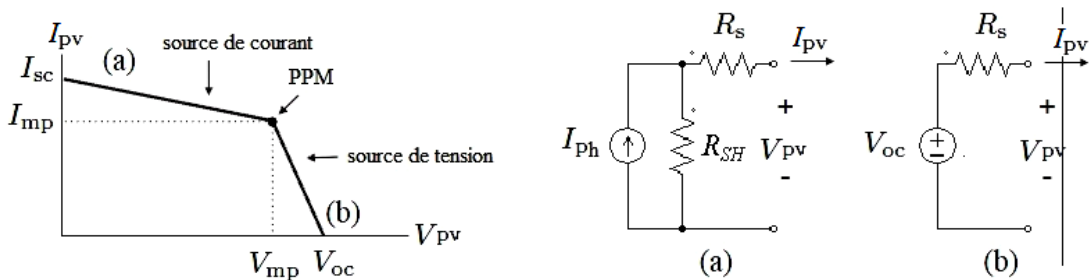 I_pv
source de courant
(a)
I_sc
PPM
I_mp
source de tension
(b)
V_pv
V_mp
V_oc
R_s
I_pv
+
I_Ph
R_SH
V_pv
-
(a)
R_s
I_pv
+
V_oc
V_pv
-
(b)